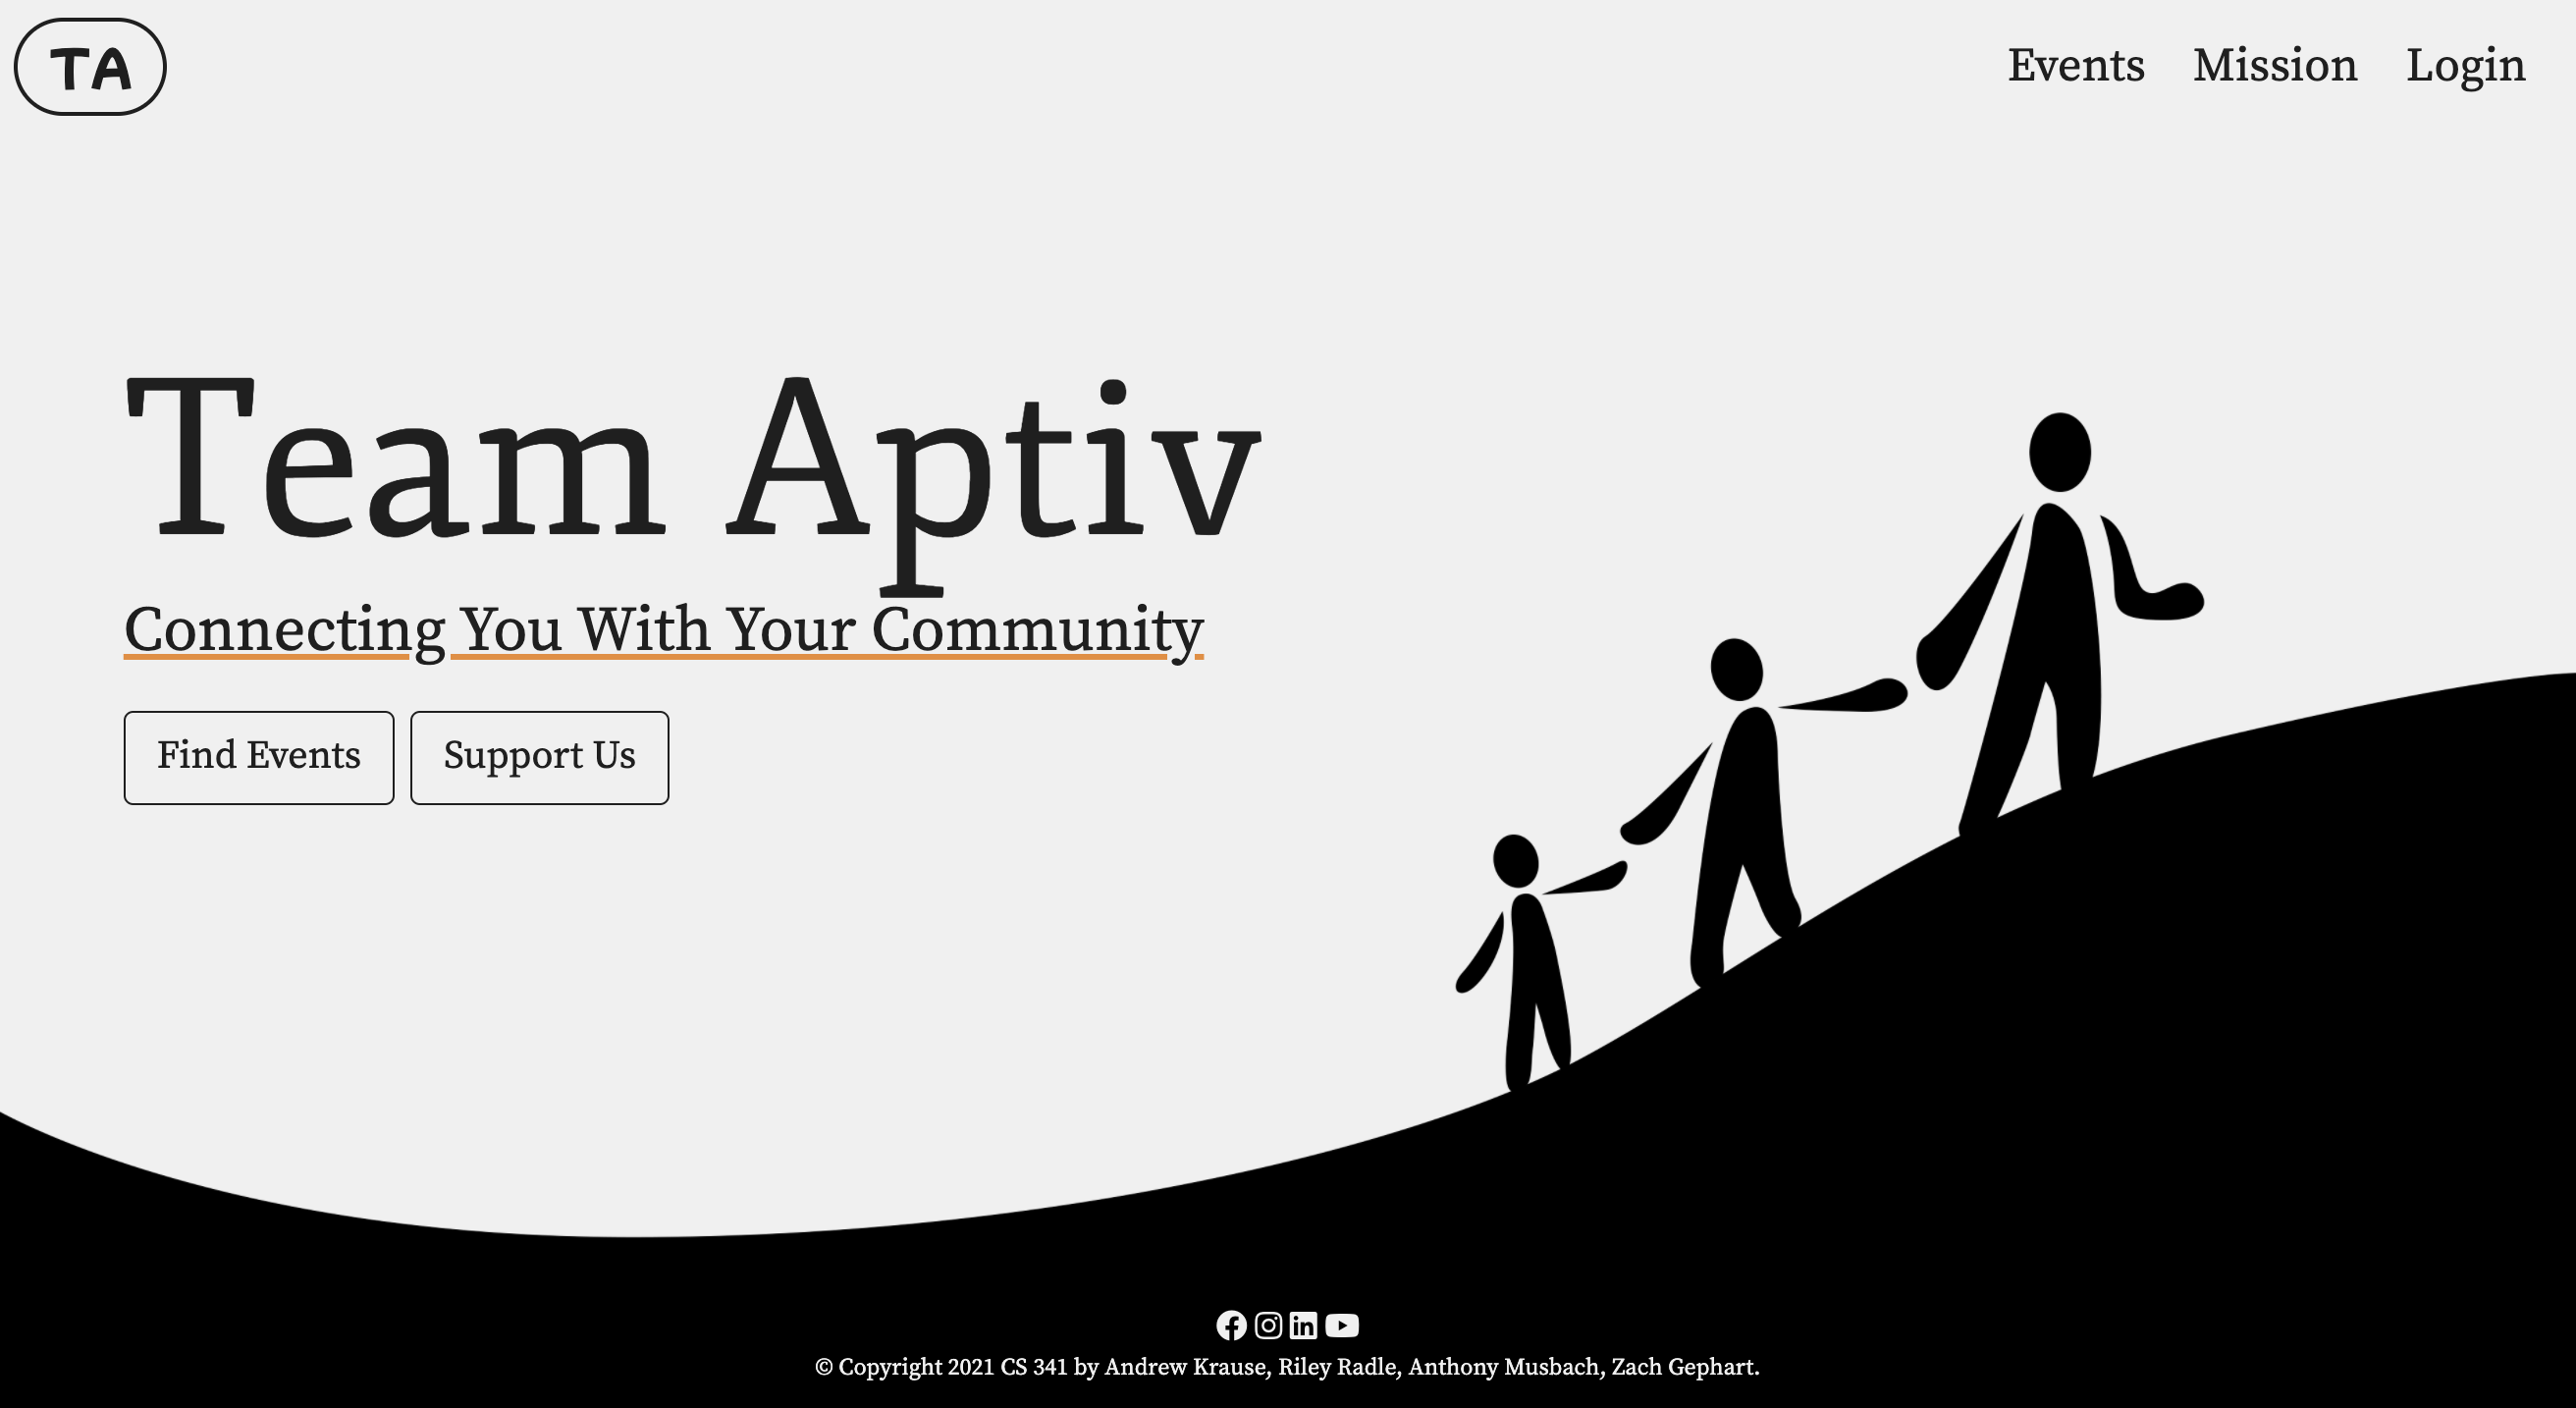 TA
Events Mission Login
Team Aptiv
Connecting You With Your Community
Find Events Support Us
© Copyright 2021 CS 341 by Andrew Krause, Riley Radle, Anthony Musbach, Zach Gephart.